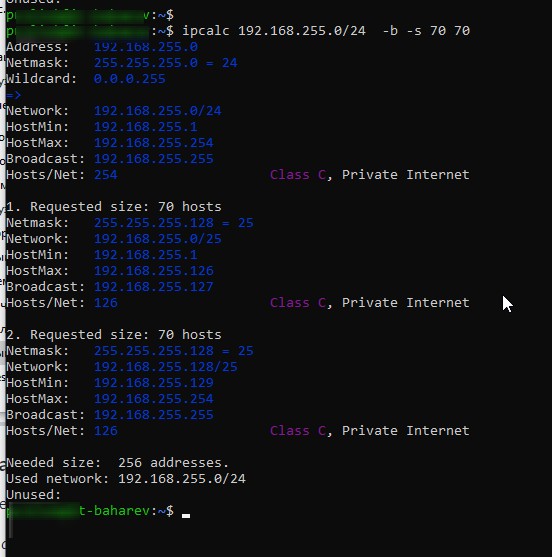 Unused:
baharev:~$
ipcalc 192.168.255.0/24  -b -s 70 70
Address:   192.168.255.0
Netmask:   255.255.255.0 = 24
Wildcard:  0.0.0.255
=>
Network:   192.168.255.0/24
HostMin:   192.168.255.1
HostMax:   192.168.255.254
Broadcast: 192.168.255.255
Hosts/Net: 254                   Class C, Private Internet
1. Requested size: 70 hosts
Netmask:   255.255.255.128 = 25
Network:   192.168.255.0/25
HostMin:   192.168.255.1
HostMax:   192.168.255.126
Broadcast: 192.168.255.127
Hosts/Net: 126                   Class C, Private Internet
2. Requested size: 70 hosts
Netmask:   255.255.255.128 = 25
Network:   192.168.255.128/25
HostMin:   192.168.255.129
HostMax:   192.168.255.254
Broadcast: 192.168.255.255
Hosts/Net: 126                   Class C, Private Internet
Needed size:  256 addresses.
Used network: 192.168.255.0/24
Unused:
t-baharev:~$